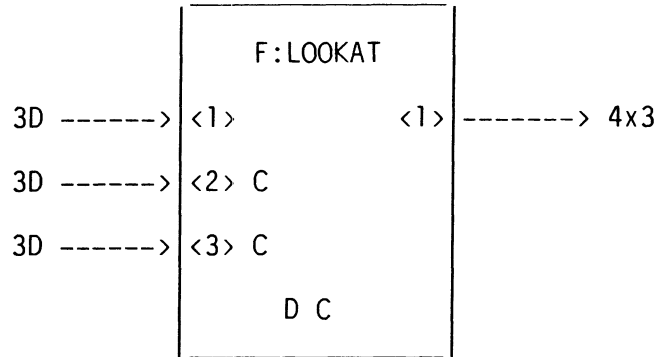 F:LOOKAT
3D ------> <1> <1> -------> 4x3
3D ------> <2> C
3D ------> <3> C
D C